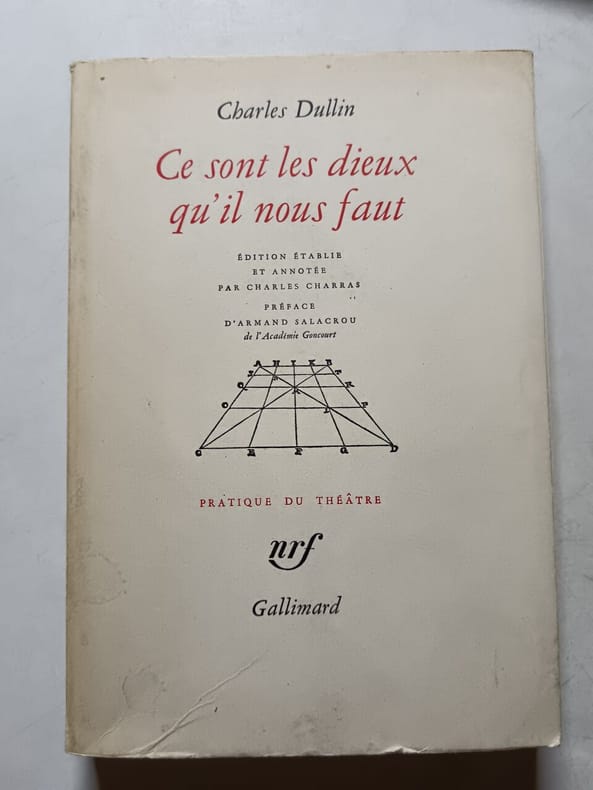 Charles Dullin
Ce sont les dieux
qu'il nous faut
ÉDITION ÉTABLIE
ET ANNOTÉE
PAR CHARLES CHARRAS
PRÉFACE
D'ARMAND SALACROU
de l'Académie Goncourt
PRATIQUE DU THÉÂTRE
nrf
Gallimard